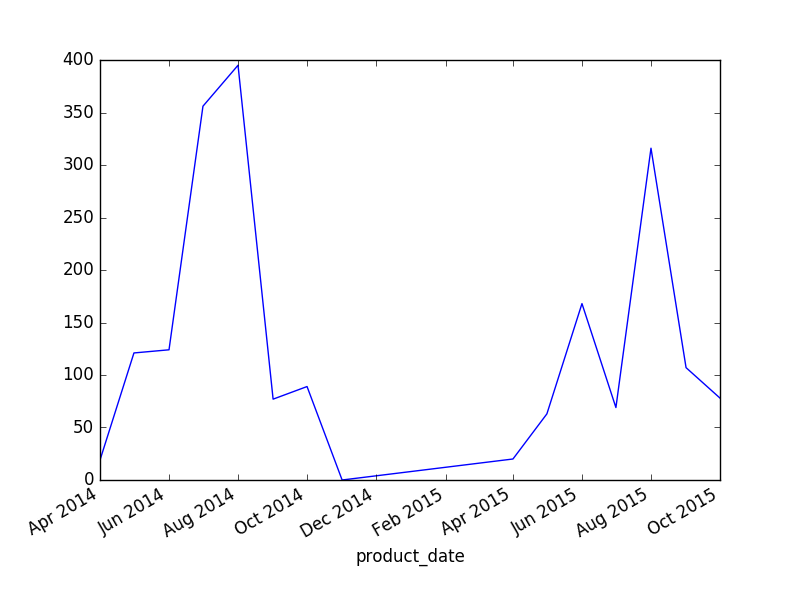 400
350
300
250
200
150
100
50
0
Apr 2014
Jun 2014
Aug 2014
Oct 2014
Dec 2014
Feb 2015
Apr 2015
Jun 2015
Aug 2015
Oct 2015
product_date